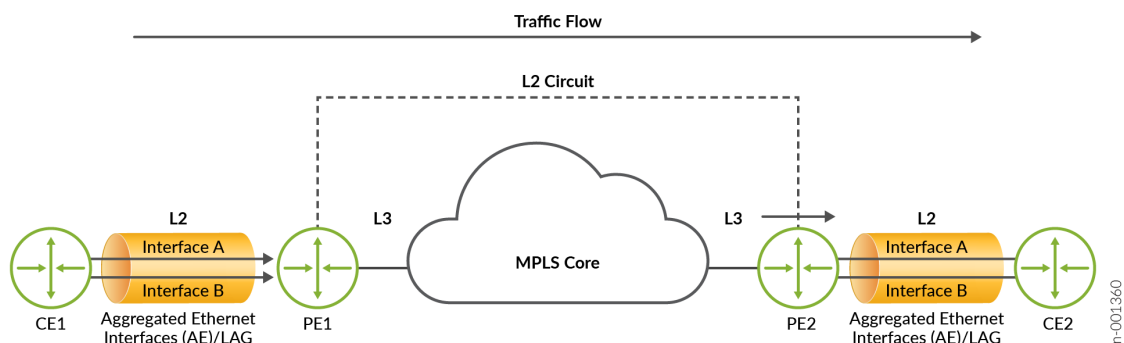 Traffic Flow
L2 Circuit
L2
L3
L3
L2
Interface A
Interface B
MPLS Core
Interface A
Interface B
CE1
Aggregated Ethernet
Interfaces (AE)/LAG
PE1
PE2
Aggregated Ethernet
Interfaces (AE)/LAG
CE2
n-001360